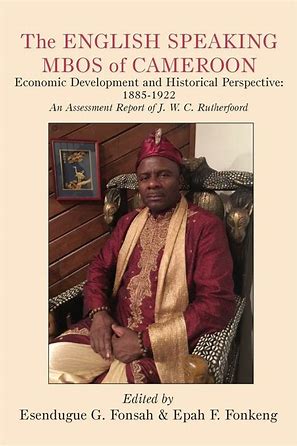 The ENGLISH SPEAKING
MBOS of CAMEROON
Economic Development and Historical Perspective:
1885-1922
An Assessment Report of J. W. C. Rutherfoord
Edited by
Esendugue G. Fonsah & Epah F. Fonkeng